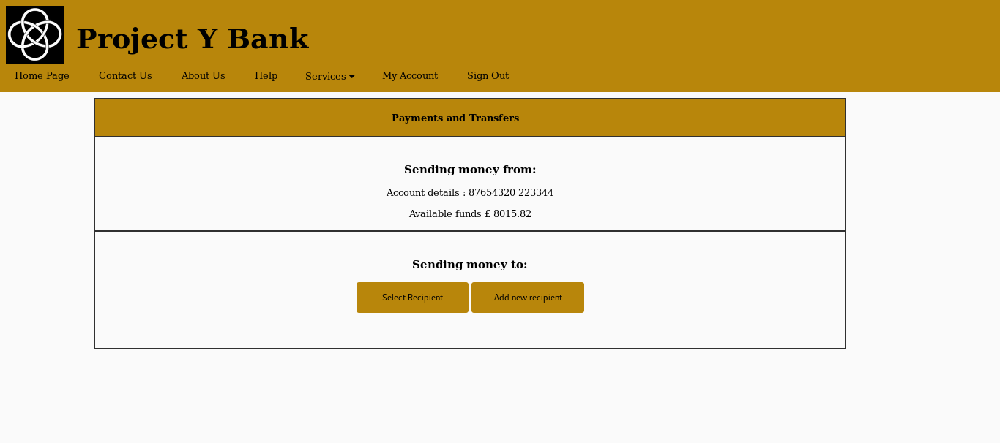 Project Y Bank
Home Page Contact Us About Us Help Services My Account Sign Out
Payments and Transfers
Sending money from:
Account details : 87654320 223344
Available funds £ 8015.82
Sending money to:
Select Recipient Add new recipient